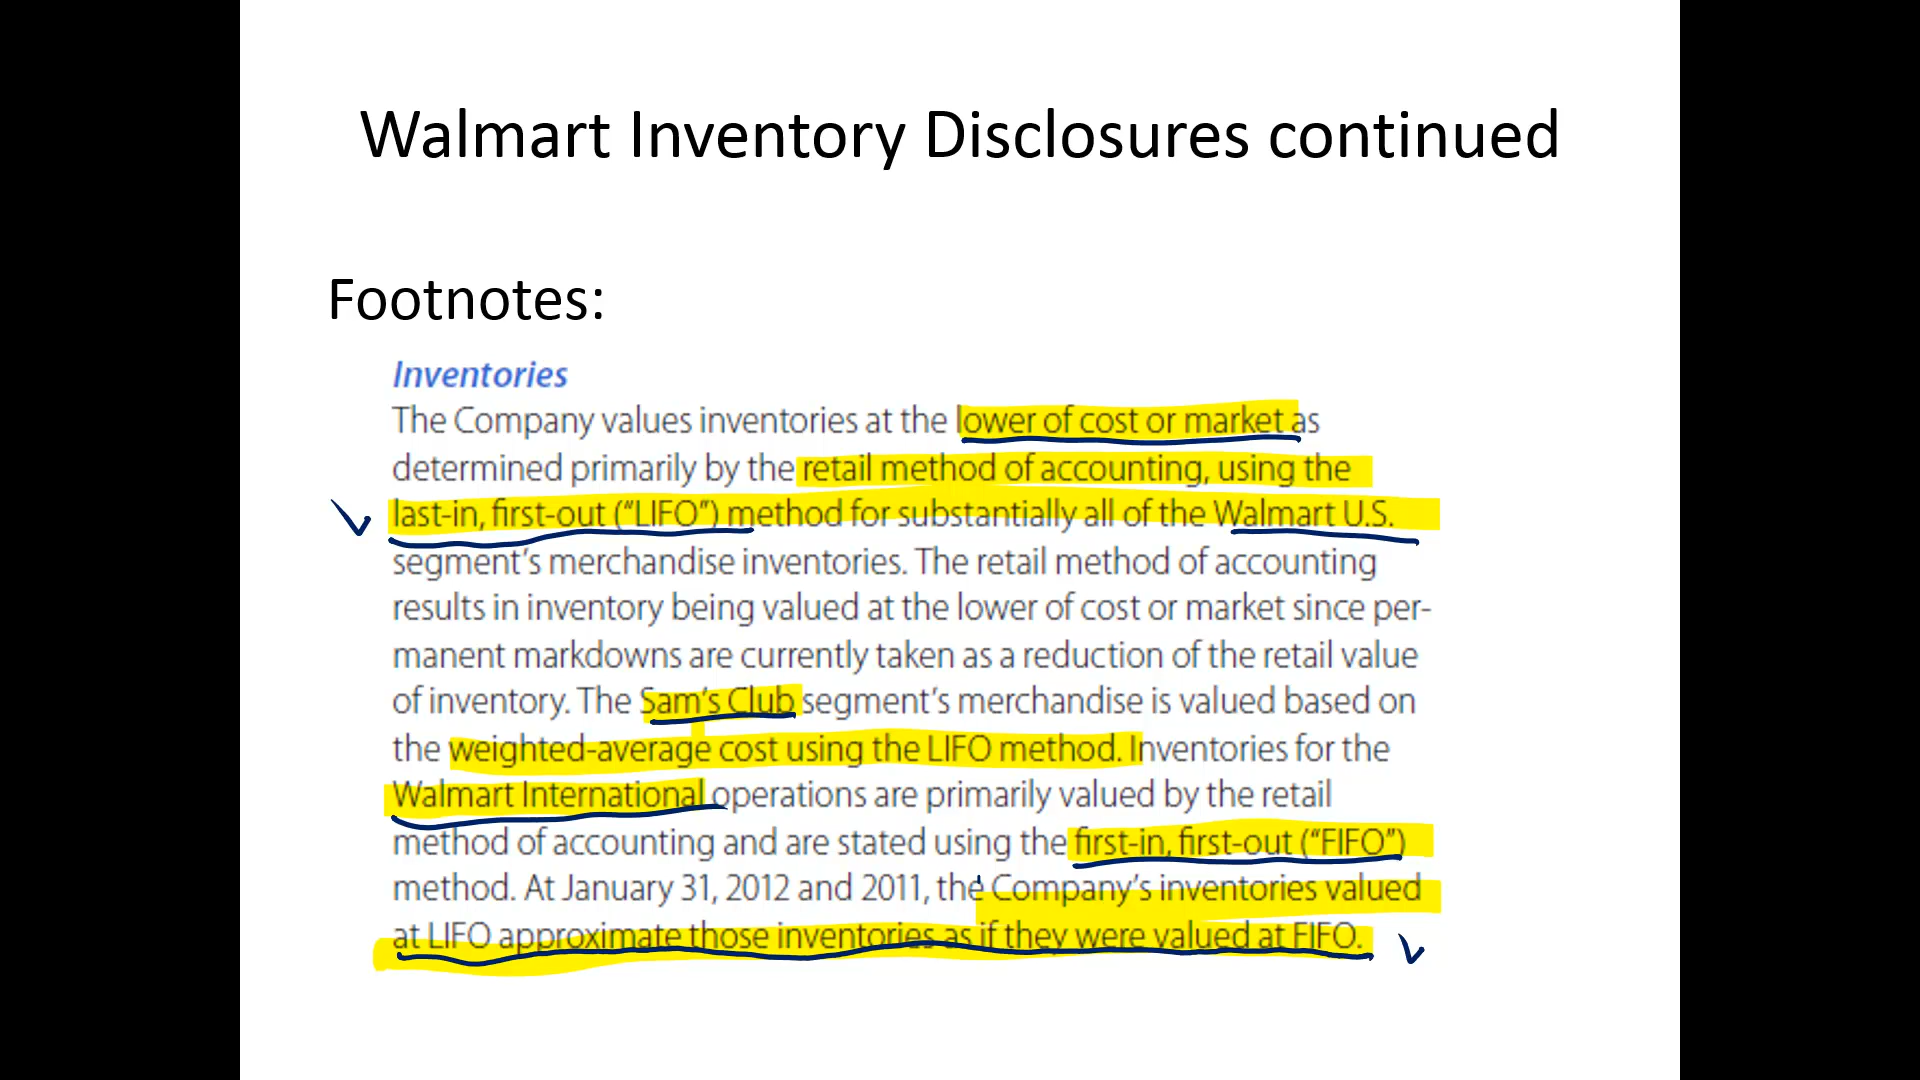 Walmart Inventory Disclosures continued
Footnotes:
Inventories
The Company values inventories at the lower of cost or market as
determined primarily by the retail method of accounting, using the
last-in, first-out (“LIFO”) method for substantially all of the Walmart U.S.
segment’s merchandise inventories. The retail method of accounting
results in inventory being valued at the lower of cost or market since per-
manent markdowns are currently taken as a reduction of the retail value
of inventory. The Sam’s Club segment’s merchandise is valued based on
the weighted-average cost using the LIFO method. Inventories for the
Walmart International operations are primarily valued by the retail
method of accounting and are stated using the first-in, first-out (“FIFO”)
method. At January 31, 2012 and 2011, the Company’s inventories valued
at LIFO approximate those inventories as if they were valued at FIFO.